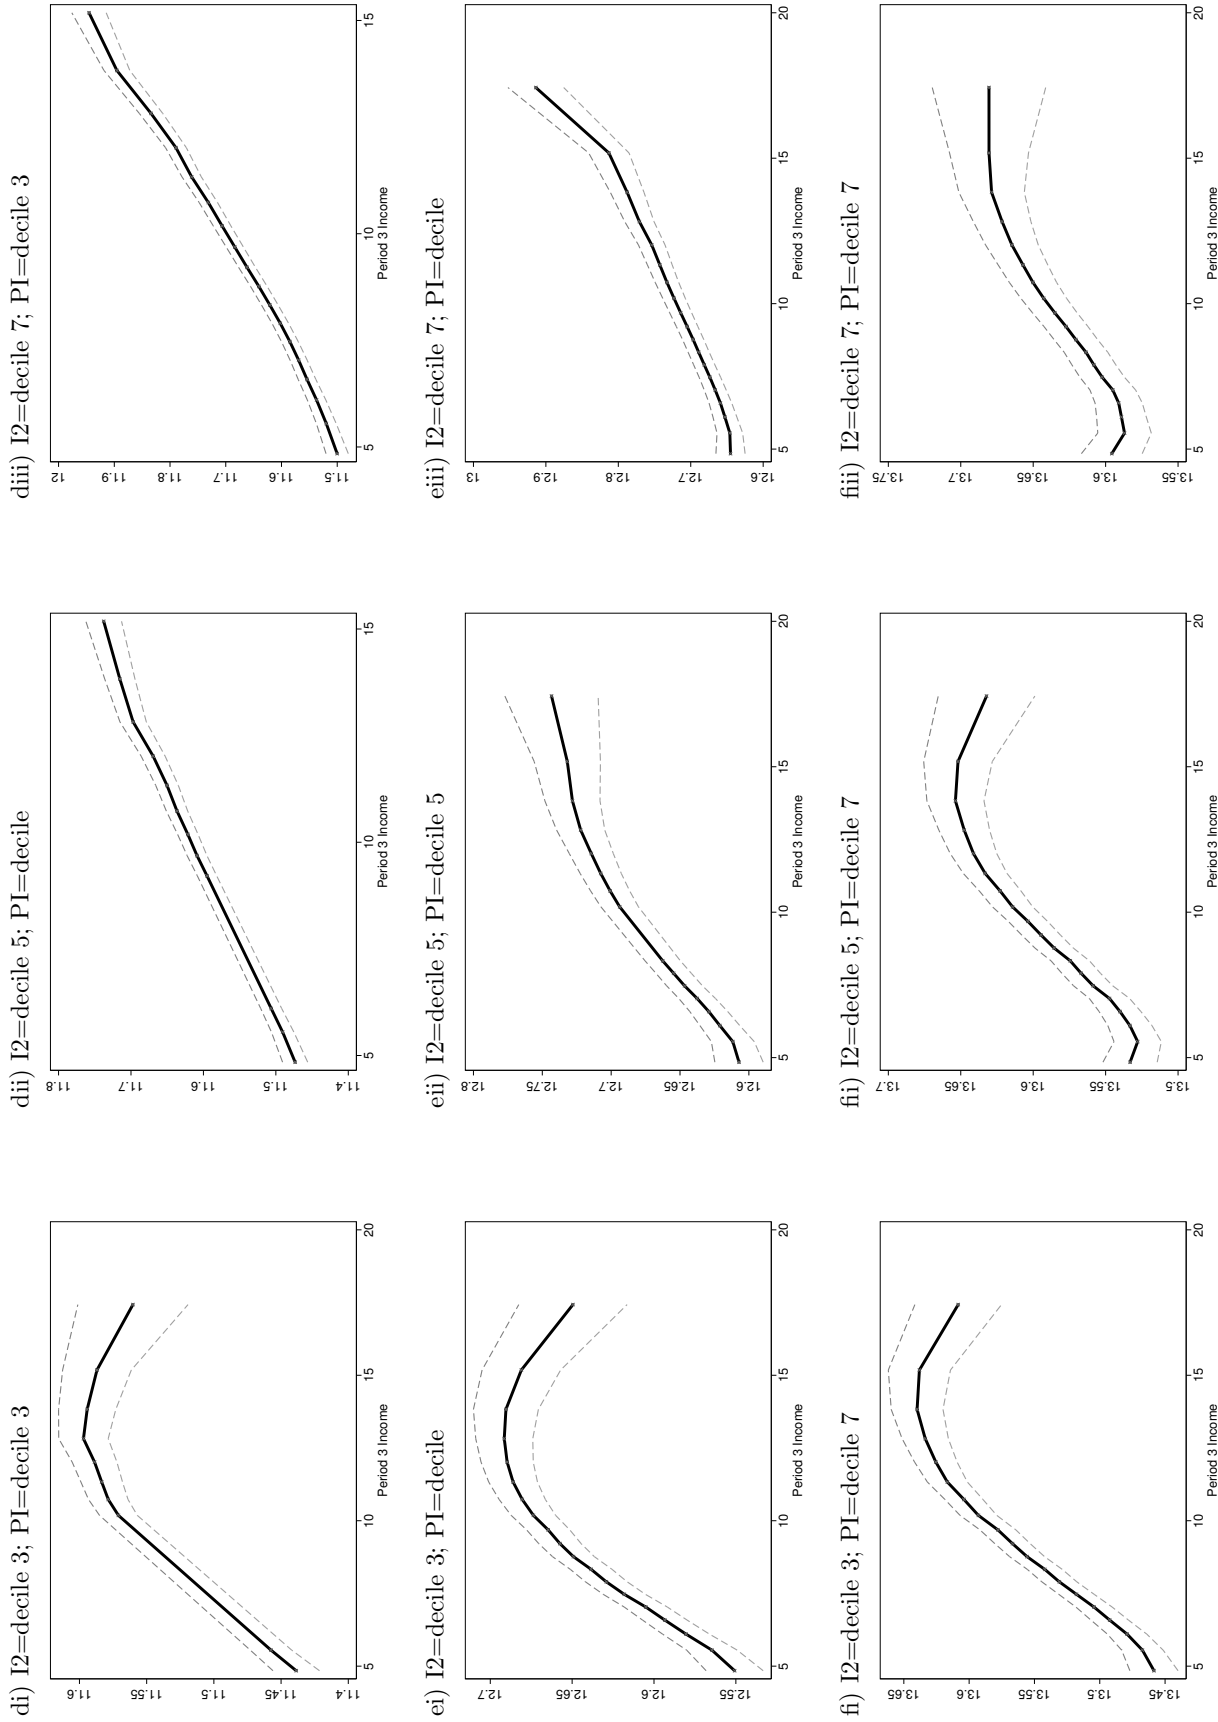 di) I2=decile 3; PI=decile 3
11.6
11.55
11.5
11.45
11.4
5 10 15 20
Period 3 Income
dii) I2=decile 5; PI=decile
11.8
11.7
11.6
11.5
11.4
5 10 15
Period 3 Income
diii) I2=decile 7; PI=decile 3
12
11.9
11.8
11.7
11.6
11.5
5 10 15
Period 3 Income
ei) I2=decile 3; PI=decile
12.7
12.65
12.6
12.55
5 10 15 20
Period 3 Income
eii) I2=decile 5; PI=decile 5
12.8
12.75
12.7
12.65
12.6
5 10 15 20
Period 3 Income
eiii) I2=decile 7; PI=decile
13
12.9
12.8
12.7
12.6
5 10 15 20
Period 3 Income
fi) I2=decile 3; PI=decile 7
13.65
13.6
13.55
13.5
13.45
5 10 15 20
Period 3 Income
fii) I2=decile 5; PI=decile 7
13.7
13.65
13.6
13.55
13.5
5 10 15 20
Period 3 Income
fiii) I2=decile 7; PI=decile 7
13.75
13.7
13.65
13.6
13.55
5 10 15 20
Period 3 Income